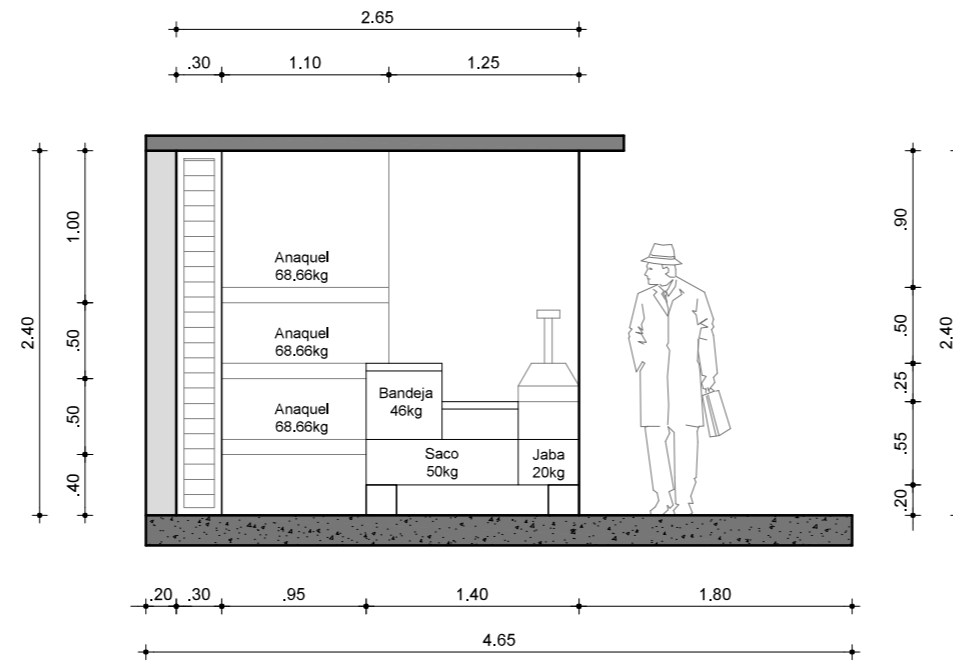 2.65
.30 1.10 1.25
2.40
1.00
.50
.50
.40
Anaquel
68.66kg
Anaquel
68.66kg
Anaquel
68.66kg
Bandeja
46kg
Saco
50kg
Jaba
20kg
.90
.50
.25
.55
.20
2.40
.20 .30 .95 1.40 1.80
4.65